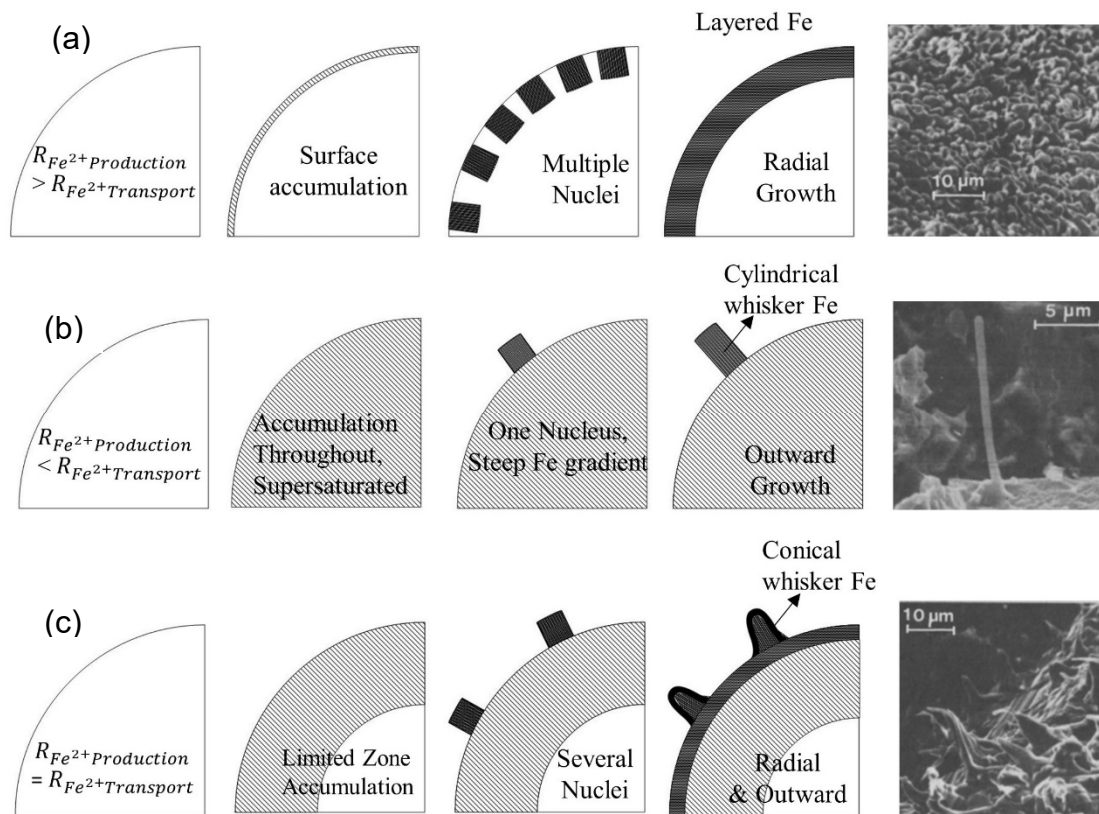 (a)
R_{Fe^{2+}Production}
> R_{Fe^{2+}Transport}
Surface
accumulation
Multiple
Nuclei
Layered Fe
Radial
Growth
10 μm
(b)
R_{Fe^{2+}Production}
< R_{Fe^{2+}Transport}
Accumulation
Throughout,
Supersaturated
One Nucleus,
Steep Fe gradient
Cylindrical
whisker Fe
Outward
Growth
5 μm
(c)
R_{Fe^{2+}Production}
= R_{Fe^{2+}Transport}
Limited Zone
Accumulation
Several
Nuclei
Conical
whisker Fe
Radial
& Outward
10 μm